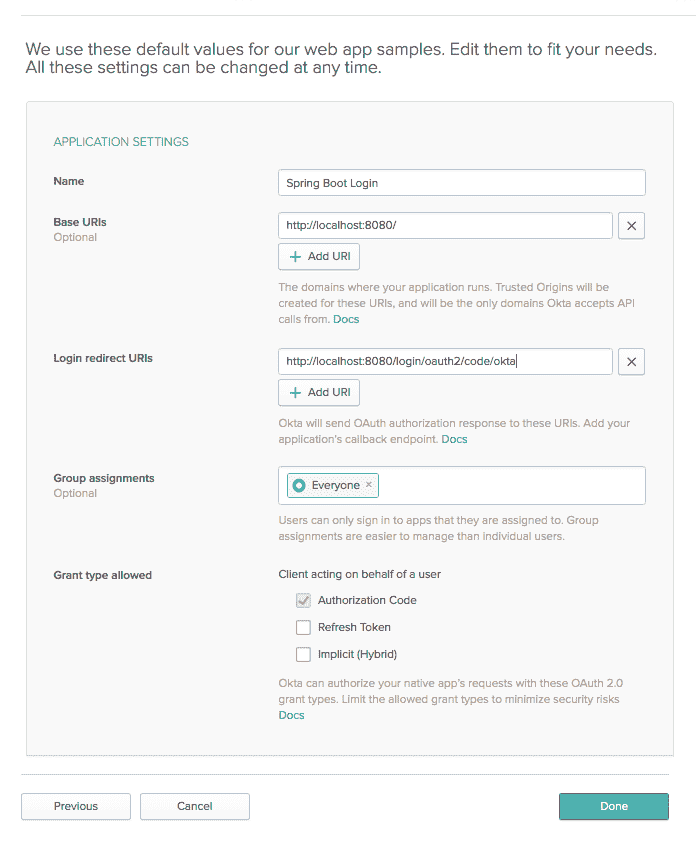 We use these default values for our web app samples. Edit them to fit your needs.
All these settings can be changed at any time.
APPLICATION SETTINGS
Name
Spring Boot Login
Base URIs
Optional
http://localhost:8080/
+ Add URI
The domains where your application runs. Trusted Origins will be
created for these URIs, and will be the only domains Okta accepts API
calls from. Docs
Login redirect URIs
http://localhost:8080/login/oauth2/code/okta
+ Add URI
Okta will send OAuth authorization response to these URIs. Add your
application's callback endpoint. Docs
Group assignments
Optional
Everyone ×
Users can only sign in to apps that they are assigned to. Group
assignments are easier to manage than individual users.
Grant type allowed
Client acting on behalf of a user
Authorization Code
Refresh Token
Implicit (Hybrid)
Okta can authorize your native app's requests with these OAuth 2.0
grant types. Limit the allowed grant types to minimize security risks
Docs
Previous
Cancel
Done